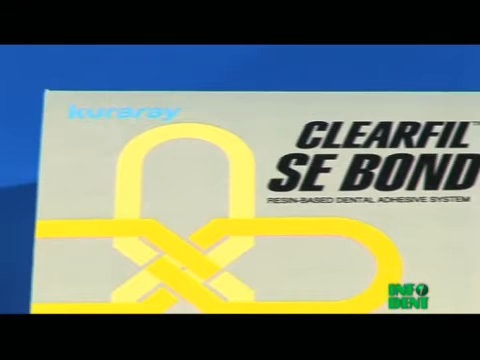 kuraray
CLEARFIL™
SE BOND
RESIN-BASED DENTAL ADHESIVE SYSTEM
INFO
DENT